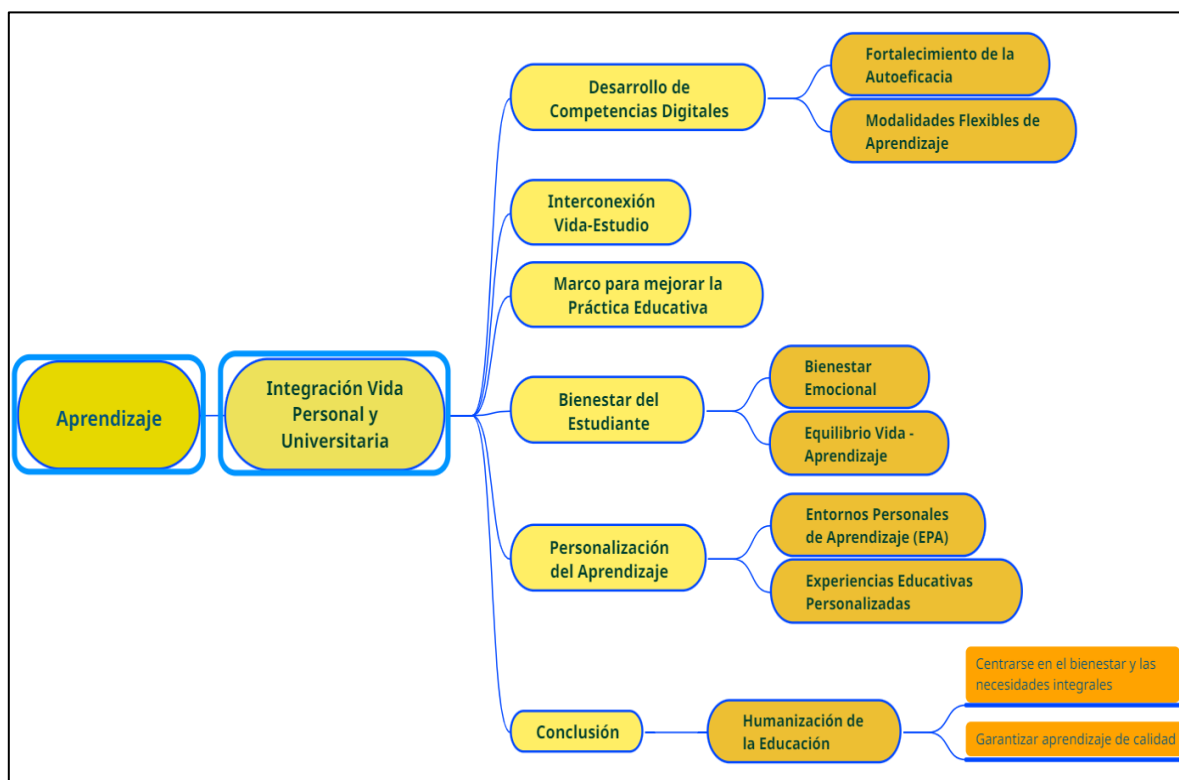 Aprendizaje
Integración Vida
Personal y
Universitaria
Desarrollo de
Competencias Digitales
Fortalecimiento de la
Autoeficacia
Modalidades Flexibles de
Aprendizaje
Interconexión
Vida-Estudio
Marco para mejorar la
Práctica Educativa
Bienestar del
Estudiante
Bienestar
Emocional
Equilibrio Vida -
Aprendizaje
Personalización
del Aprendizaje
Entornos Personales
de Aprendizaje (EPA)
Experiencias Educativas
Personalizadas
Conclusión
Humanización de
la Educación
Centrarse en el bienestar y las
necesidades integrales
Garantizar aprendizaje de calidad